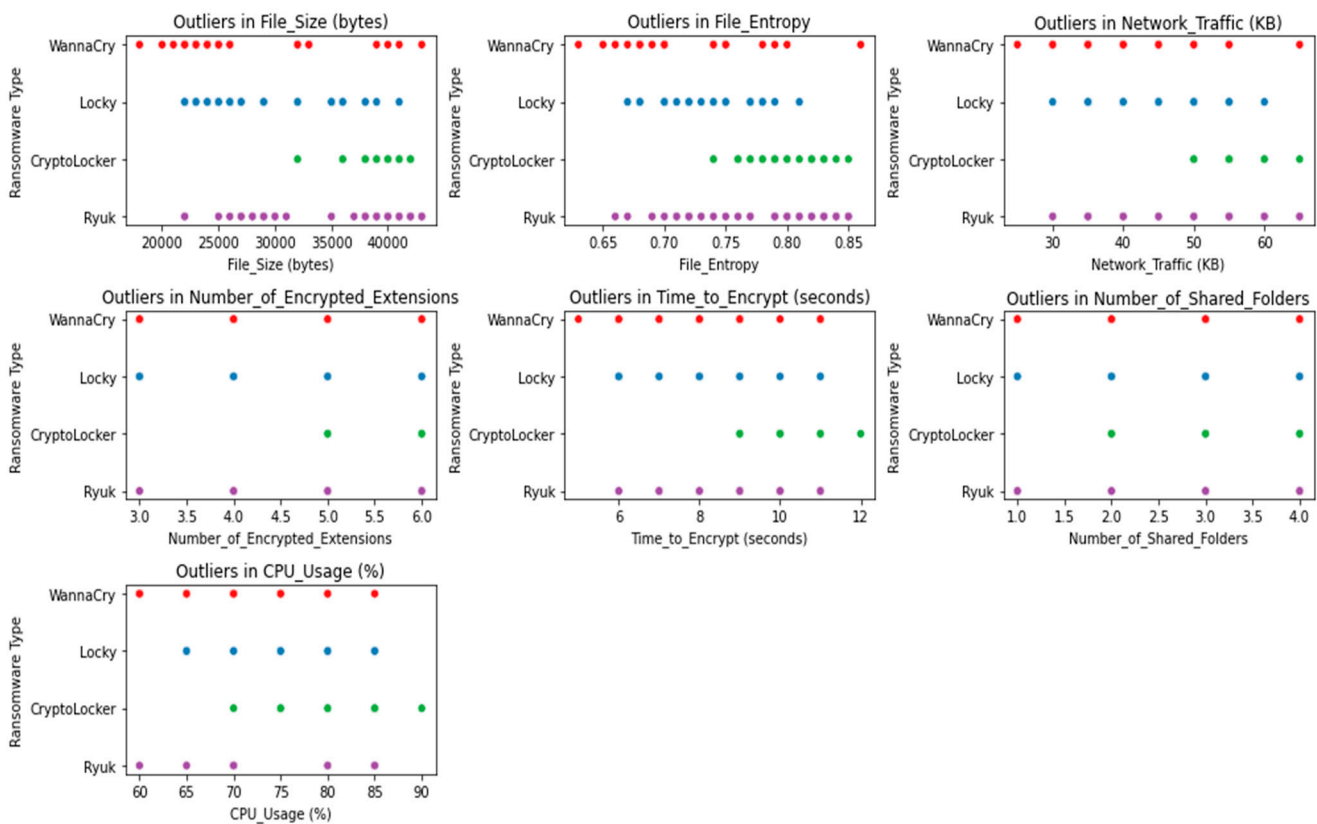 Outliers in File_Size (bytes)
Ransomware Type
WannaCry
Locky
CryptoLocker
Ryuk
20000 25000 30000 35000 40000
File_Size (bytes)
Outliers in File_Entropy
Ransomware Type
WannaCry
Locky
CryptoLocker
Ryuk
0.65 0.70 0.75 0.80 0.85
File_Entropy
Outliers in Network_Traffic (KB)
Ransomware Type
WannaCry
Locky
CryptoLocker
Ryuk
30 40 50 60
Network_Traffic (KB)
Outliers in Number_of_Encrypted_Extensions
Ransomware Type
WannaCry
Locky
CryptoLocker
Ryuk
3.0 3.5 4.0 4.5 5.0 5.5 6.0
Number_of_Encrypted_Extensions
Outliers in Time_to_Encrypt (seconds)
Ransomware Type
WannaCry
Locky
CryptoLocker
Ryuk
6 8 10 12
Time_to_Encrypt (seconds)
Outliers in Number_of_Shared_Folders
Ransomware Type
WannaCry
Locky
CryptoLocker
Ryuk
1.0 1.5 2.0 2.5 3.0 3.5 4.0
Number_of_Shared_Folders
Outliers in CPU_Usage (%)
Ransomware Type
WannaCry
Locky
CryptoLocker
Ryuk
60 65 70 75 80 85 90
CPU_Usage (%)